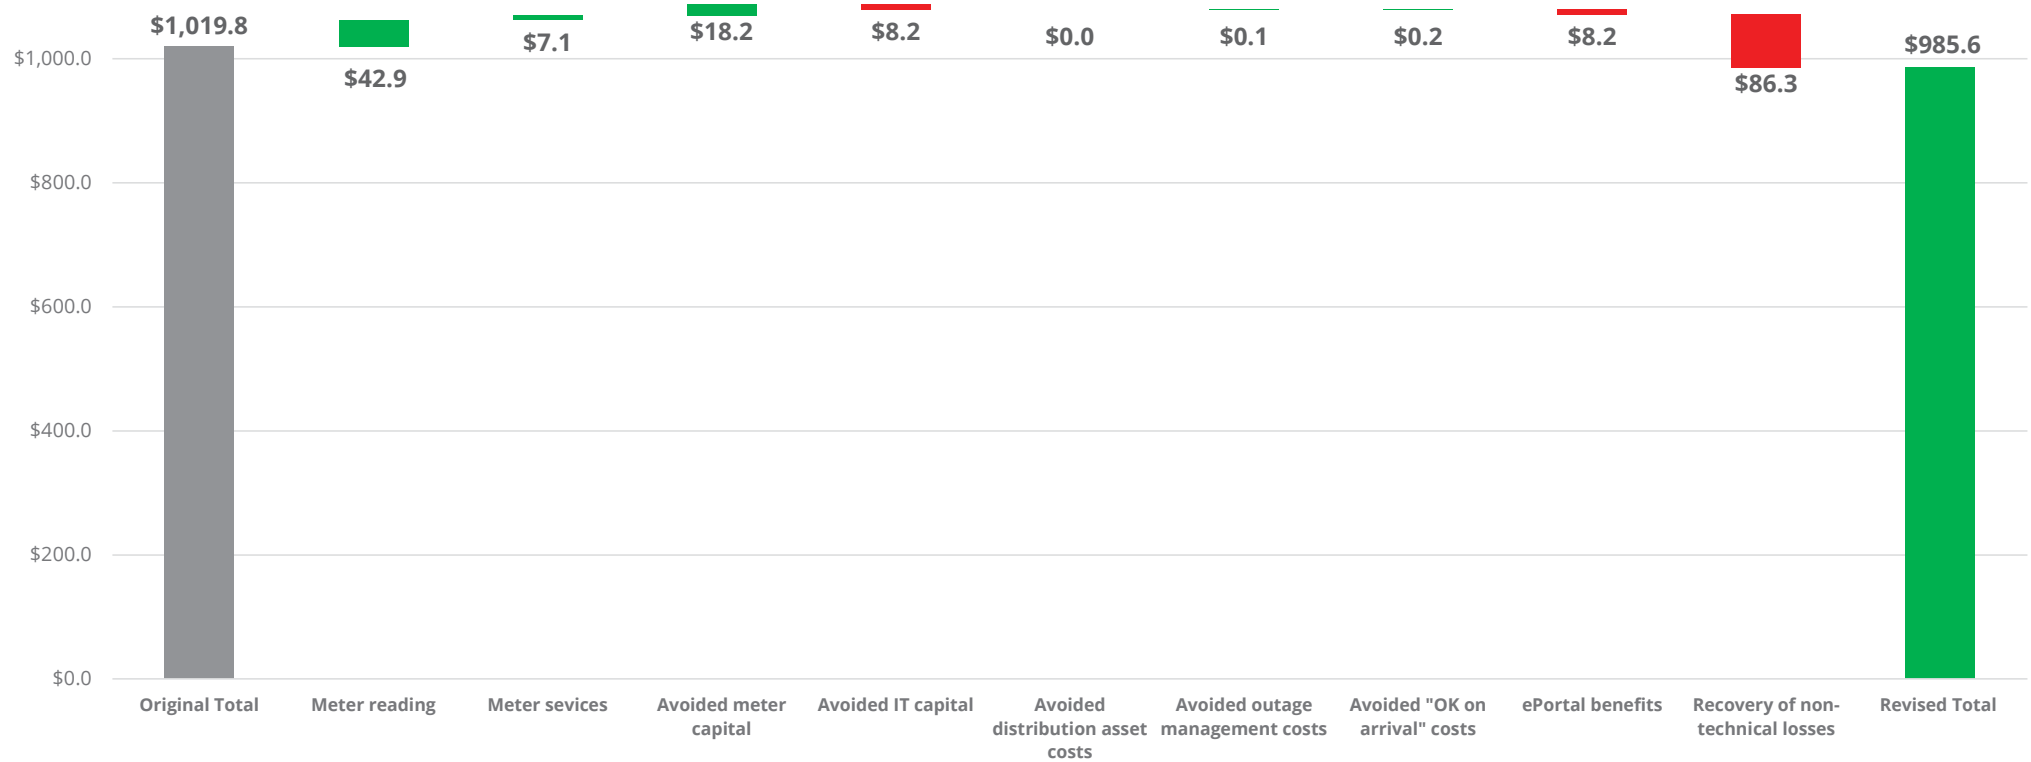 $1,019.8
$42.9
$7.1
$18.2
$8.2
$0.0
$0.1
$0.2
$8.2
$86.3
$985.6
$1,000.0
$800.0
$600.0
$400.0
$200.0
$0.0
Original Total
Meter reading
Meter sevices
Avoided meter
capital
Avoided IT capital
Avoided
distribution asset
costs
Avoided outage
management costs
Avoided "OK on
arrival" costs
ePortal benefits
Recovery of non-
technical losses
Revised Total